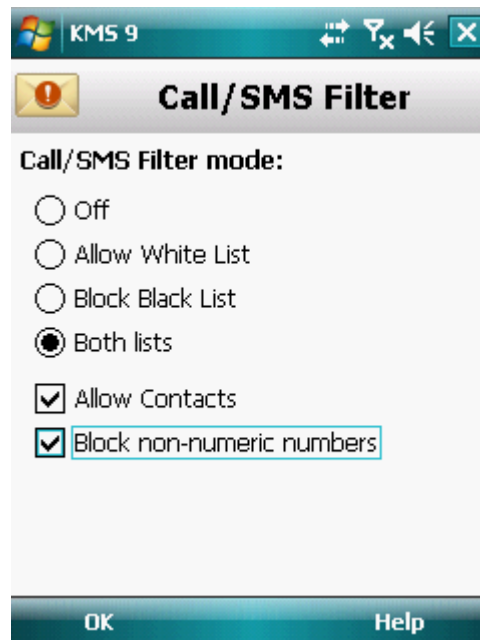 KMS 9
Call/SMS Filter
Call/SMS Filter mode:
Off
Allow White List
Block Black List
Both lists
Allow Contacts
Block non-numeric numbers
OK Help